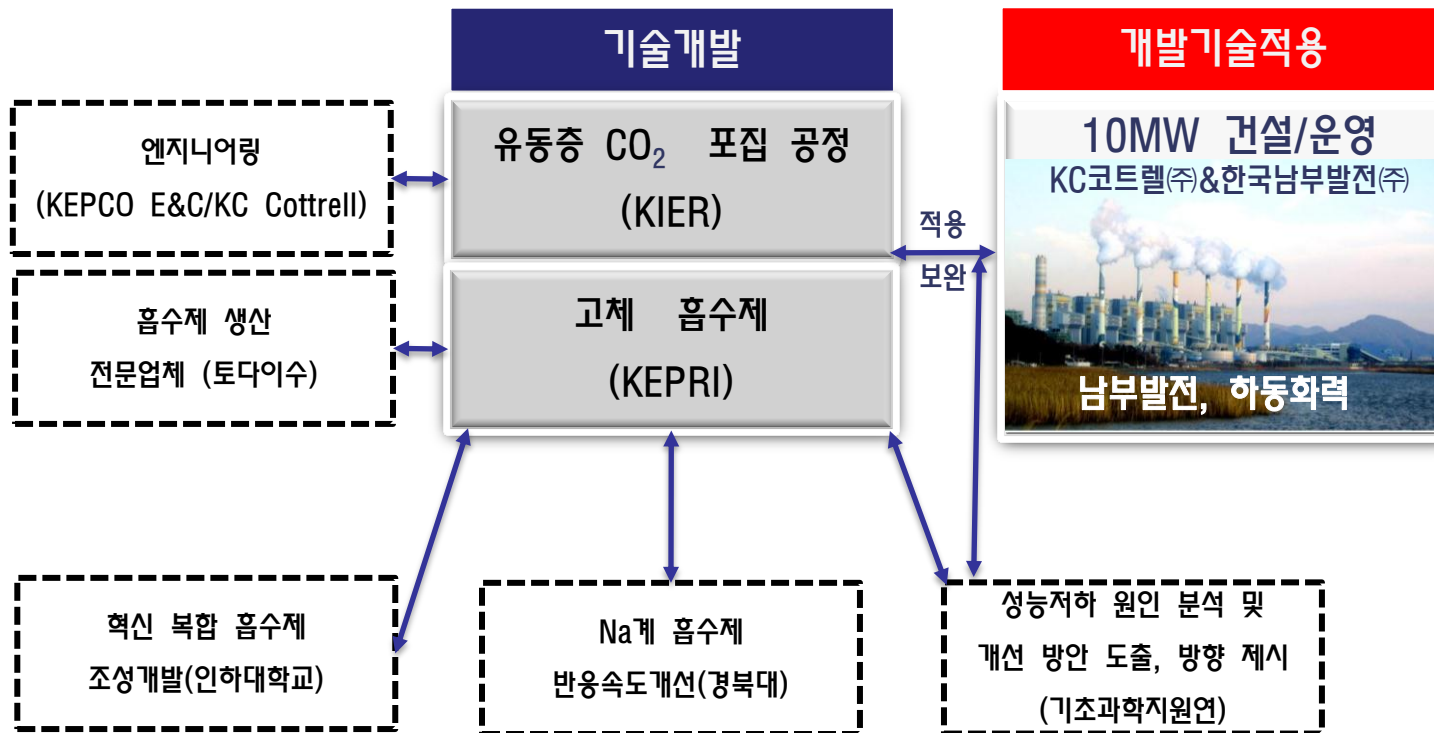 기술개발
개발기술적용
엔지니어링
(KEPCO E&C/KC Cottrell)
유동층 CO₂ 포집 공정
(KIER)
적용
보완
10MW 건설/운영
KC코트렐㈜&한국남부발전㈜
남부발전, 하동화력
흡수제 생산
전문업체 (토다이수)
고체 흡수제
(KEPRI)
혁신 복합 흡수제
조성개발(인하대학교)
Na계 흡수제
반응속도개선(경북대)
성능저하 원인 분석 및
개선 방안 도출, 방향 제시
(기초과학지원연)